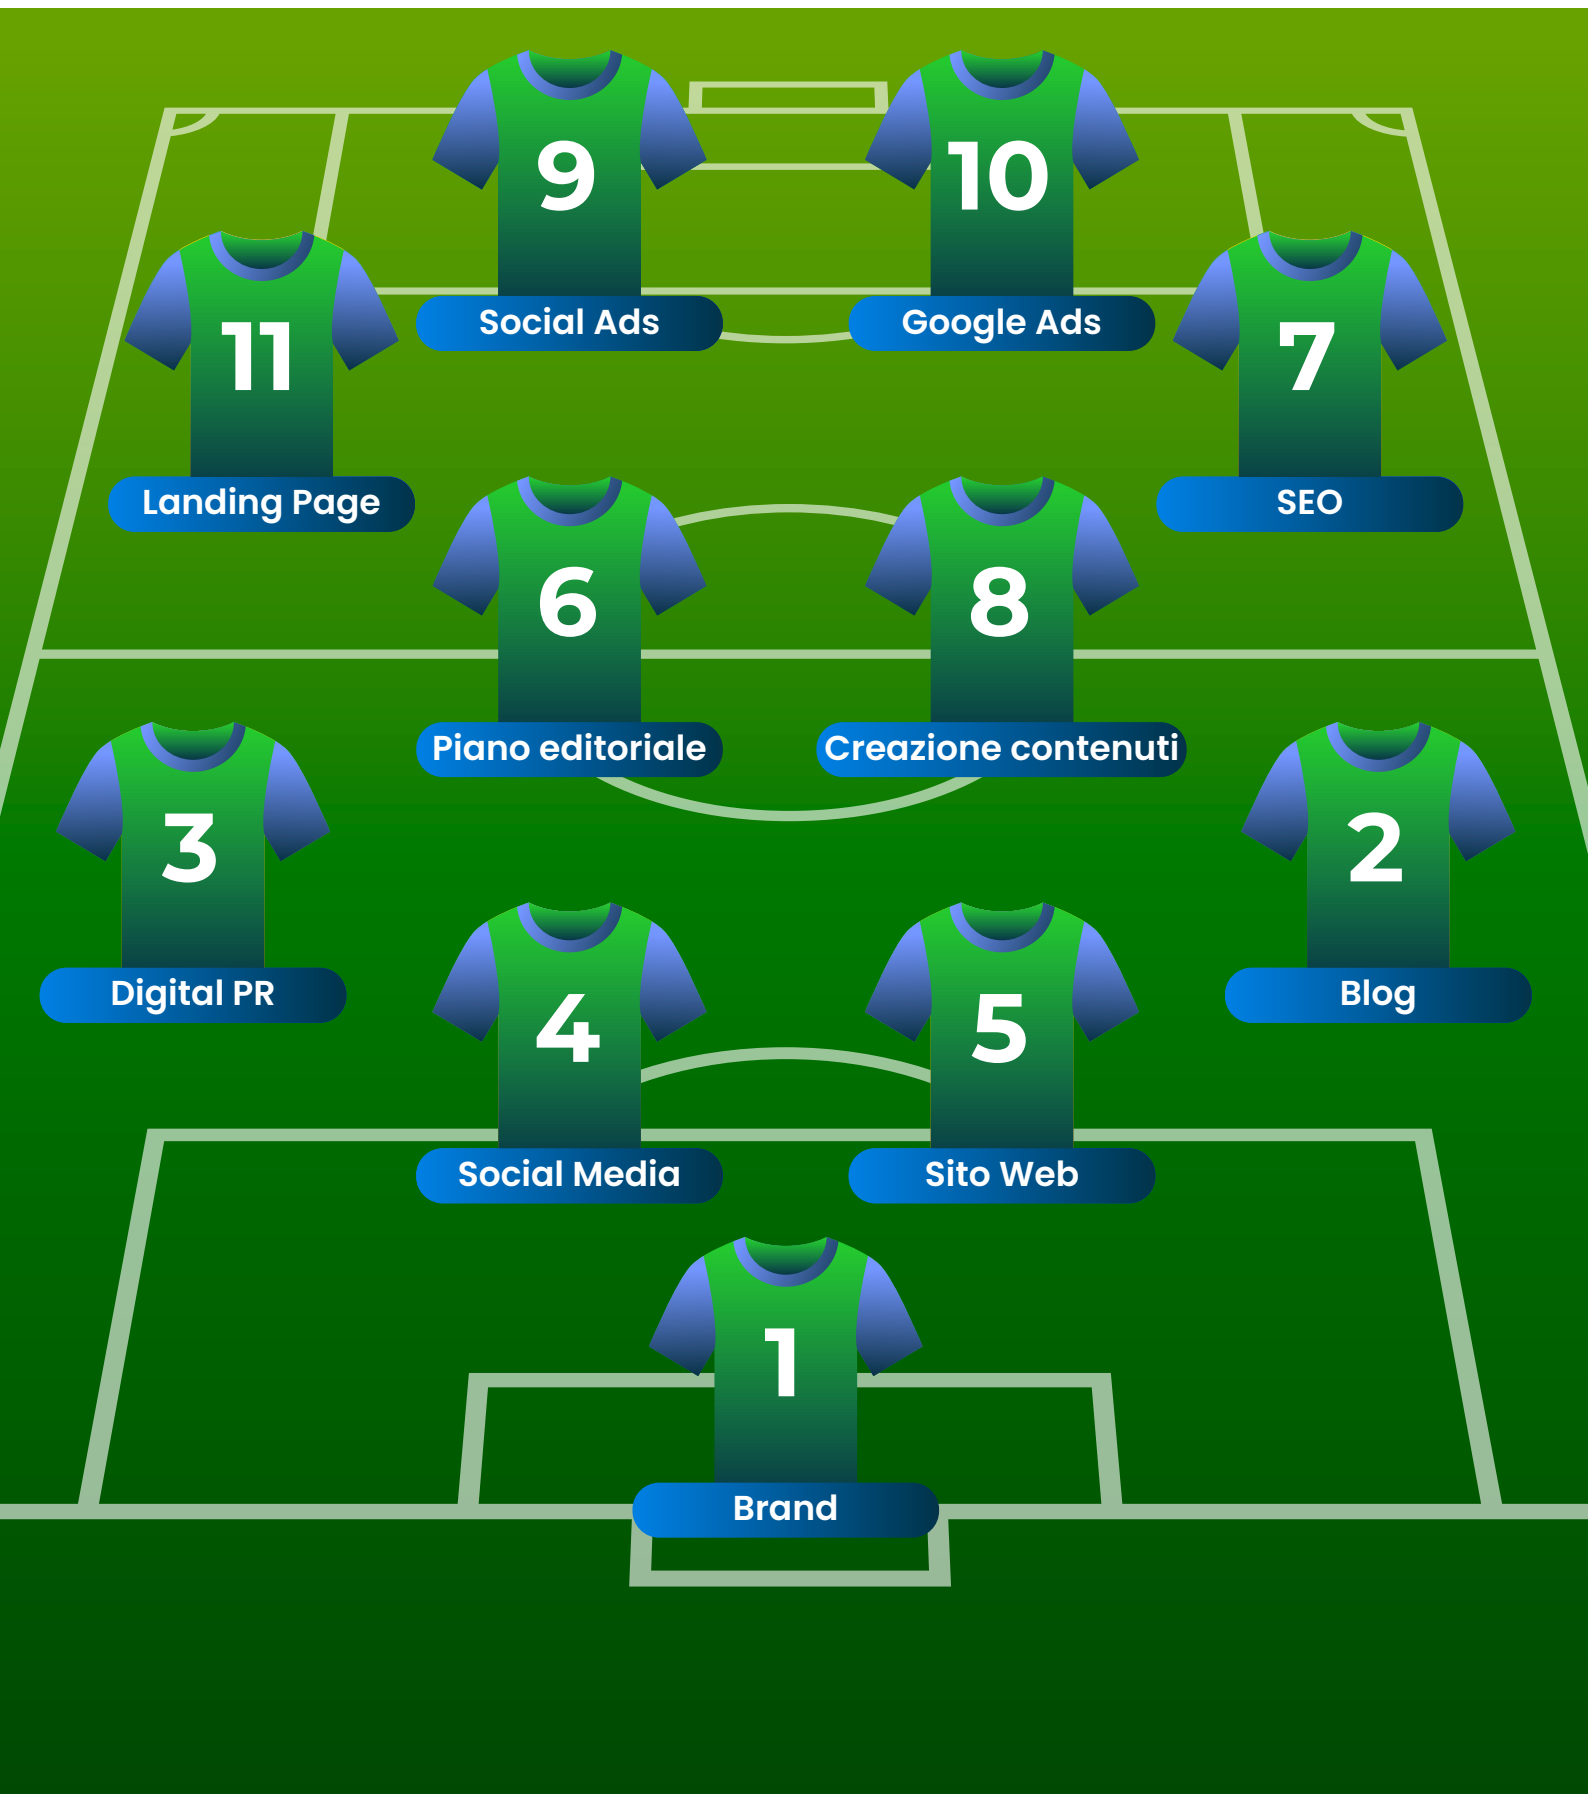 9
10
Social Ads
Google Ads
11
7
Landing Page
SEO
6
8
Piano editoriale
Creazione contenuti
3
2
Digital PR
Blog
4
5
Social Media
Sito Web
1
Brand